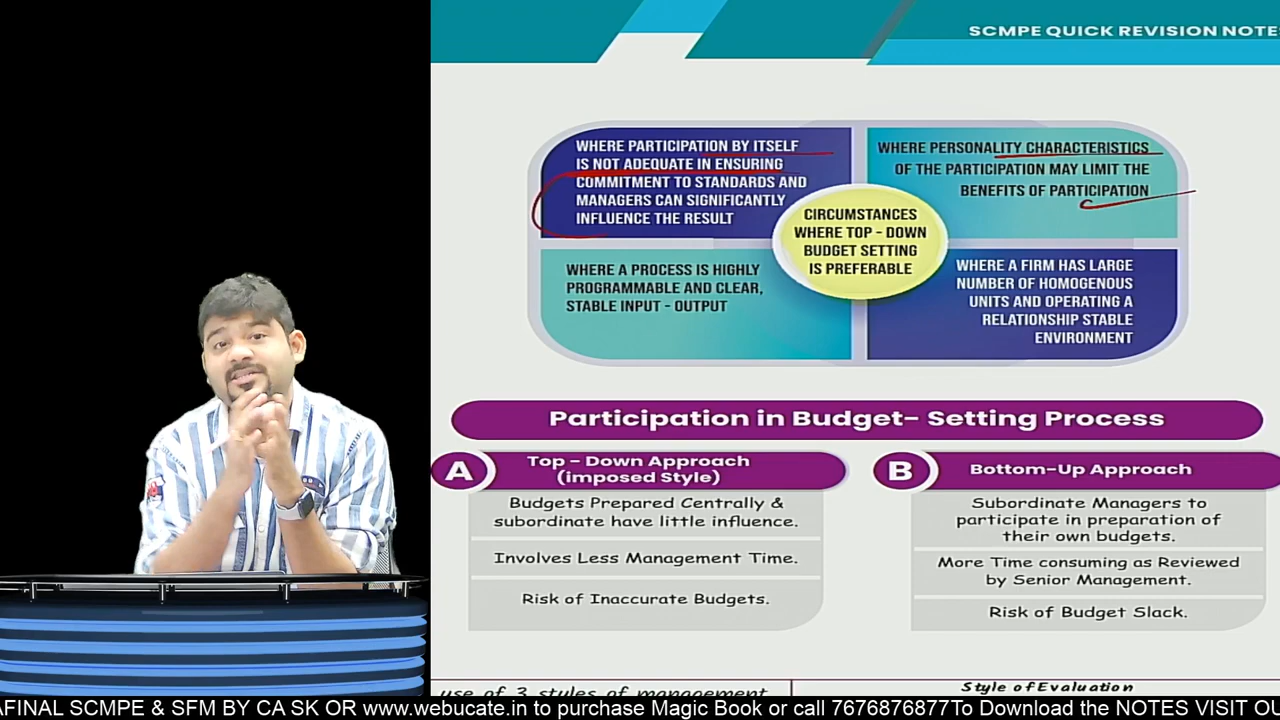 SCMPE QUICK REVISION NOTE
WHERE PARTICIPATION BY ITSELF
IS NOT ADEQUATE IN ENSURING
COMMITMENT TO STANDARDS AND
MANAGERS CAN SIGNIFICANTLY
INFLUENCE THE RESULT
WHERE PERSONALITY CHARACTERISTICS
OF THE PARTICIPATION MAY LIMIT THE
BENEFITS OF PARTICIPATION
CIRCUMSTANCES
WHERE TOP - DOWN
BUDGET SETTING
IS PREFERABLE
WHERE A PROCESS IS HIGHLY
PROGRAMMABLE AND CLEAR,
STABLE INPUT - OUTPUT
WHERE A FIRM HAS LARGE
NUMBER OF HOMOGENOUS
UNITS AND OPERATING A
RELATIONSHIP STABLE
ENVIRONMENT
Participation in Budget- Setting Process
A
Top - Down Approach
(imposed Style)
Budgets Prepared Centrally &
subordinate have little influence.
Involves Less Management Time.
Risk of Inaccurate Budgets.
B
Bottom-Up Approach
Subordinate Managers to
participate in preparation of
their own budgets.
More Time consuming as Reviewed
by Senior Management.
Risk of Budget Slack.
use of 3 styles of management
Style of Evaluation
AFINAL SCMPE & SFM BY CA SK OR www.webucate.in to purchase Magic Book or call 7676876877To Download the NOTES VISIT OU